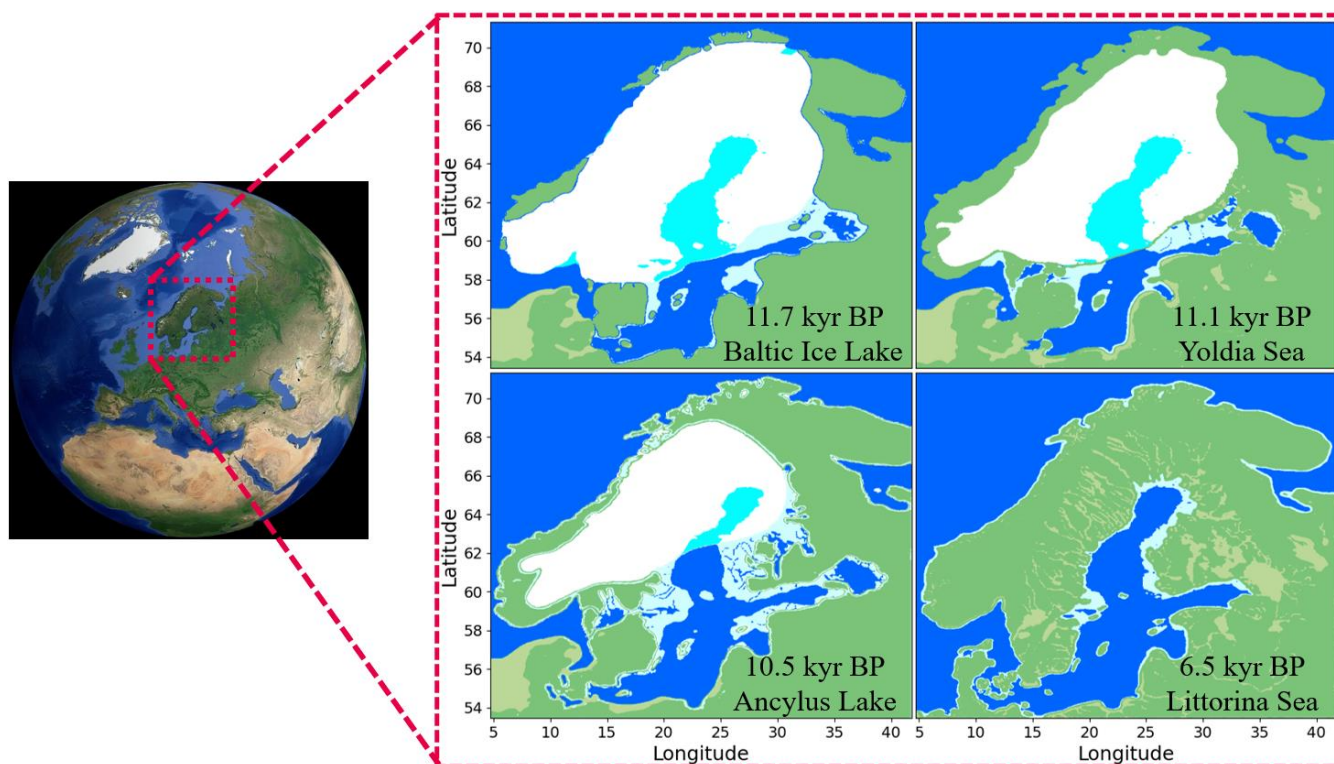 70
68
66
64
62
60
58
56
54
Latitude
11.7 kyr BP
Baltic Ice Lake
11.1 kyr BP
Yoldia Sea
70
68
66
64
62
60
58
56
54
Latitude
10.5 kyr BP
Ancylus Lake
6.5 kyr BP
Littorina Sea
5 10 15 20 25 30 35 40
Longitude
5 10 15 20 25 30 35 40
Longitude